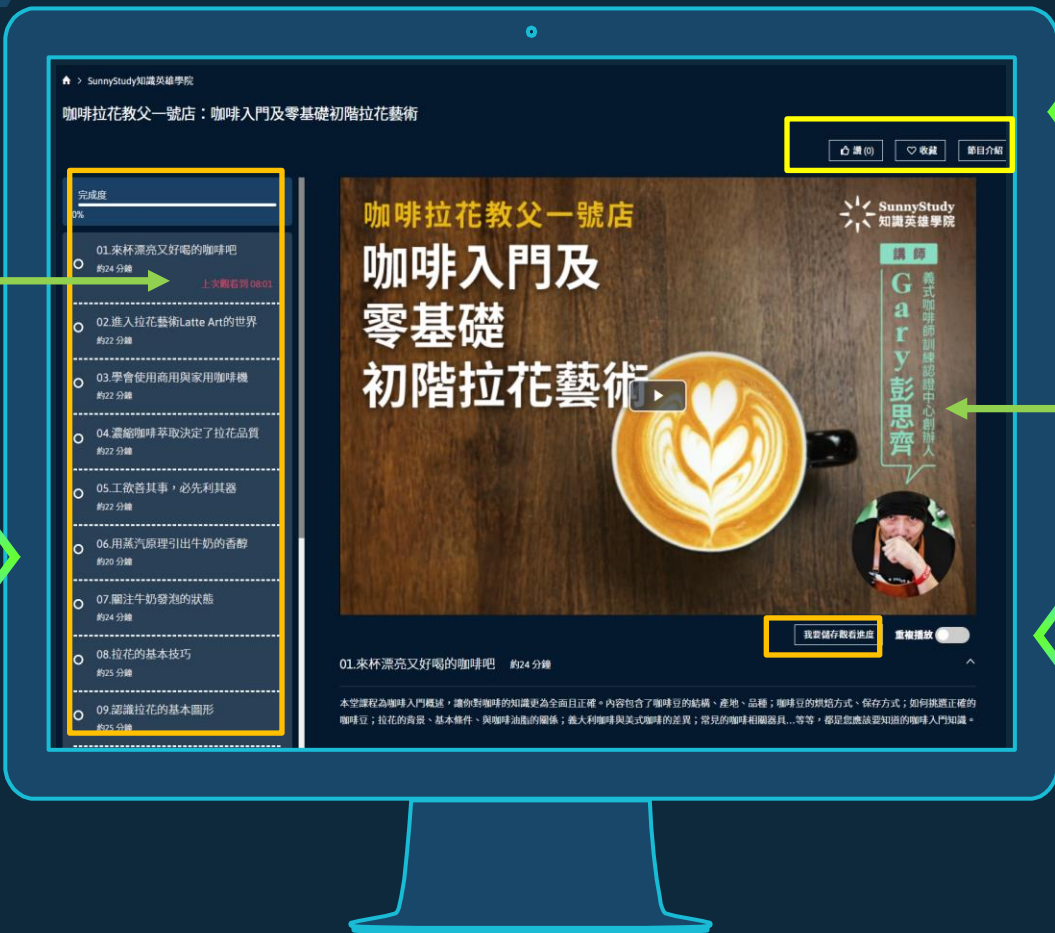 > SunnyStudy知識英雄學院
咖啡拉花教父一號店：咖啡入門及零基礎初階拉花藝術
讚 (0)
收藏
節目介紹
完成度
0%
01.來杯漂亮又好喝的咖啡吧
約24 分鐘
上次觀看到 08:01
02.進入拉花藝術Latte Art的世界
約22 分鐘
03.學會使用商用與家用咖啡機
約22 分鐘
04.濃縮咖啡萃取決定了拉花品質
約22 分鐘
05.工欲善其事，必先利其器
約22 分鐘
06.用蒸汽原理引出牛奶的香醇
約20 分鐘
07.關注牛奶發泡的狀態
約24 分鐘
08.拉花的基本技巧
約25 分鐘
09.認識拉花的基本圖形
約25 分鐘
咖啡拉花教父一號店
咖啡入門及
零基礎
初階拉花藝術
SunnyStudy
知識英雄學院
講師
Gary彭思齊
義式咖啡師訓練認證中心創辦人
我要儲存觀看進度
重複播放
01.來杯漂亮又好喝的咖啡吧 約24 分鐘
本堂課程為咖啡入門概述，讓你對咖啡的知識更為全面且正確。內容包含了咖啡豆的結構、產地、品種；咖啡豆的烘焙方式、保存方式；如何挑選正確的
咖啡豆；拉花的背景、基本條件、與咖啡油脂的關係；義大利咖啡與美式咖啡的差異；常見的咖啡相關器具...等等，都是您應該要知道的咖啡入門知識。